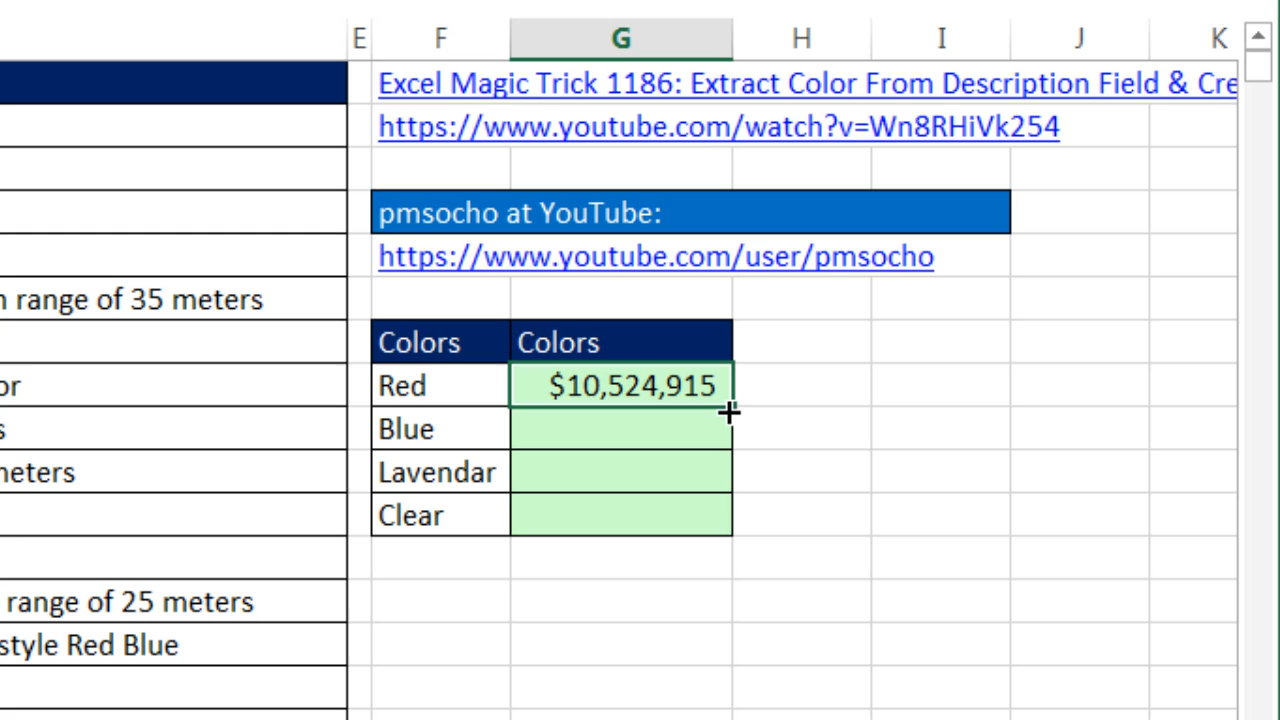 E F G H I J K
Excel Magic Trick 1186: Extract Color From Description Field & Cre
https://www.youtube.com/watch?v=Wn8RHiVk254
pmsocho at YouTube:
https://www.youtube.com/user/pmsocho
n range of 35 meters
Colors Colors
or Red $10,524,915
s Blue
neters Lavendar
Clear
range of 25 meters
style Red Blue